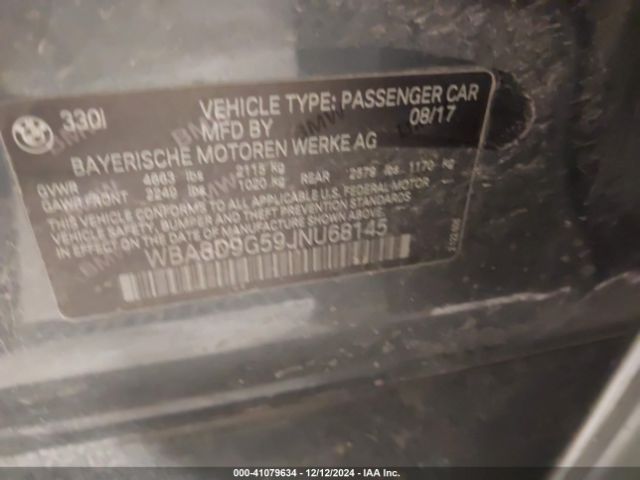 330i VEHICLE TYPE: PASSENGER CAR
MFD BY 08/17
BAYERISCHE MOTOREN WERKE AG
GVWR 4663 lbs 2115 kg
GAWR FRONT 2249 lbs 1020 kg REAR 2579 lbs 1170 kg
THIS VEHICLE CONFORMS TO ALL APPLICABLE U.S. FEDERAL MOTOR
VEHICLE SAFETY, BUMPER, AND THEFT PREVENTION STANDARDS IN
EFFECT ON THE DATE OF MANUFACTURE SHOWN ABOVE.
WBA8D9G59JNU68145
000-41079634 - 12/12/2024 - IAA Inc.